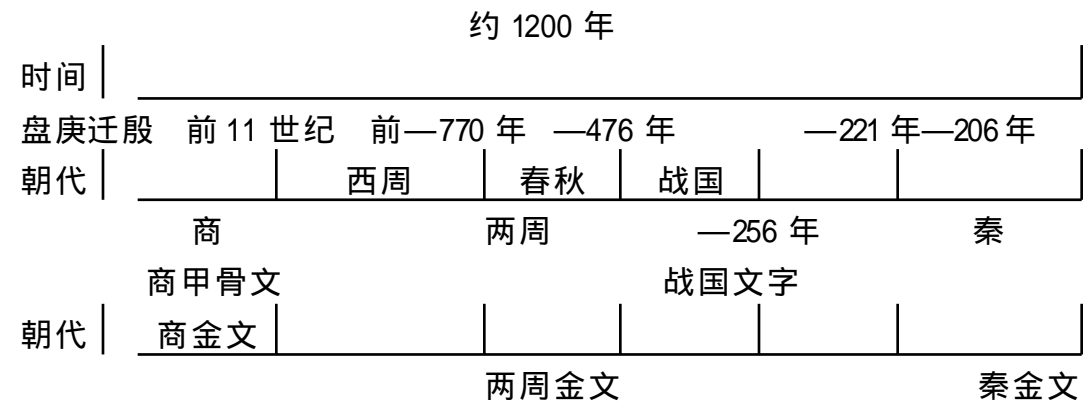 约 1200 年
时间
盘庚迁殷 前 11 世纪 前—770 年 —476 年 —221 年—206 年
朝代 西周 春秋 战国
商 两周 —256 年 秦
商甲骨文 战国文字
朝代 商金文
两周金文 秦金文